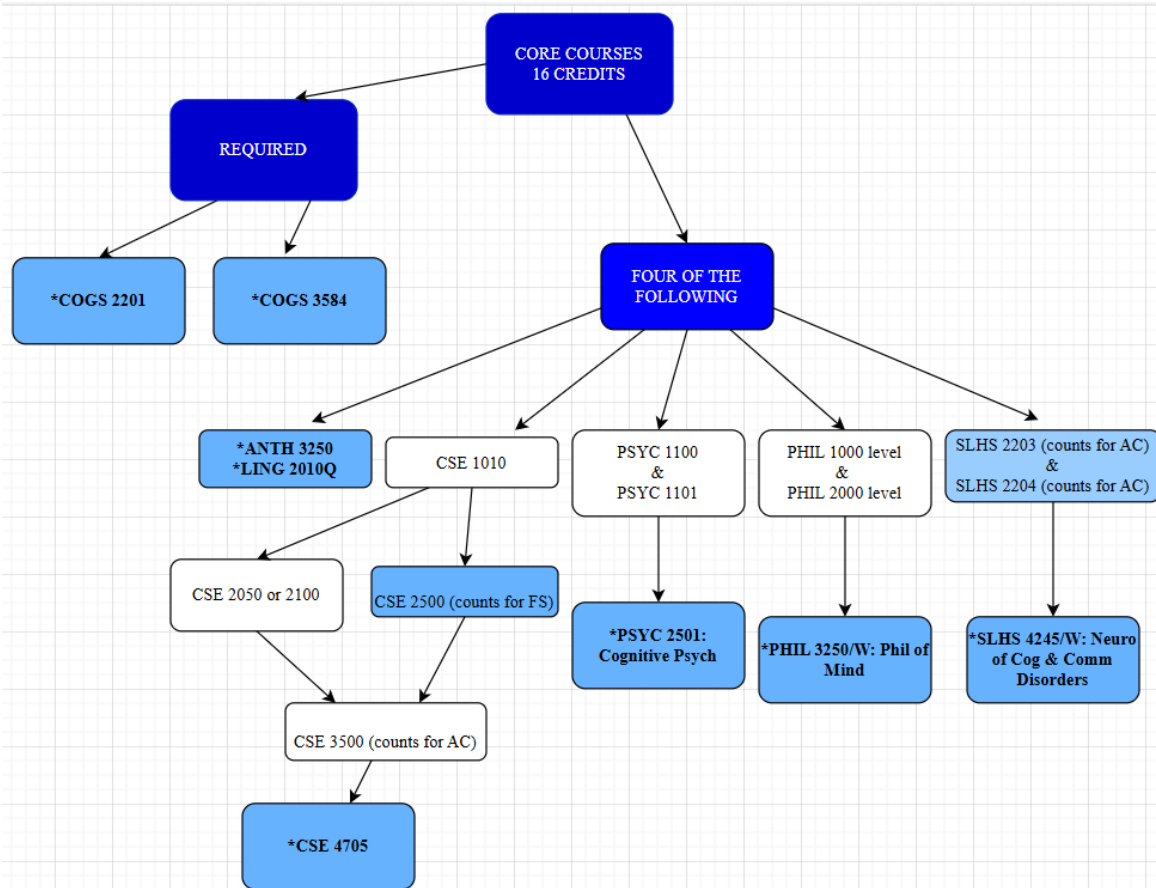 CORE COURSES
16 CREDITS
REQUIRED
*COGS 2201
*COGS 3584
FOUR OF THE
FOLLOWING
*ANTH 3250
*LING 2010Q
CSE 1010
PSYC 1100
&
PSYC 1101
PHIL 1000 level
&
PHIL 2000 level
SLHS 2203 (counts for AC)
&
SLHS 2204 (counts for AC)
CSE 2050 or 2100
CSE 2500 (counts for FS)
*PSYC 2501:
Cognitive Psych
*PHIL 3250/W: Phil of
Mind
*SLHS 4245/W: Neuro
of Cog & Comm
Disorders
CSE 3500 (counts for AC)
*CSE 4705